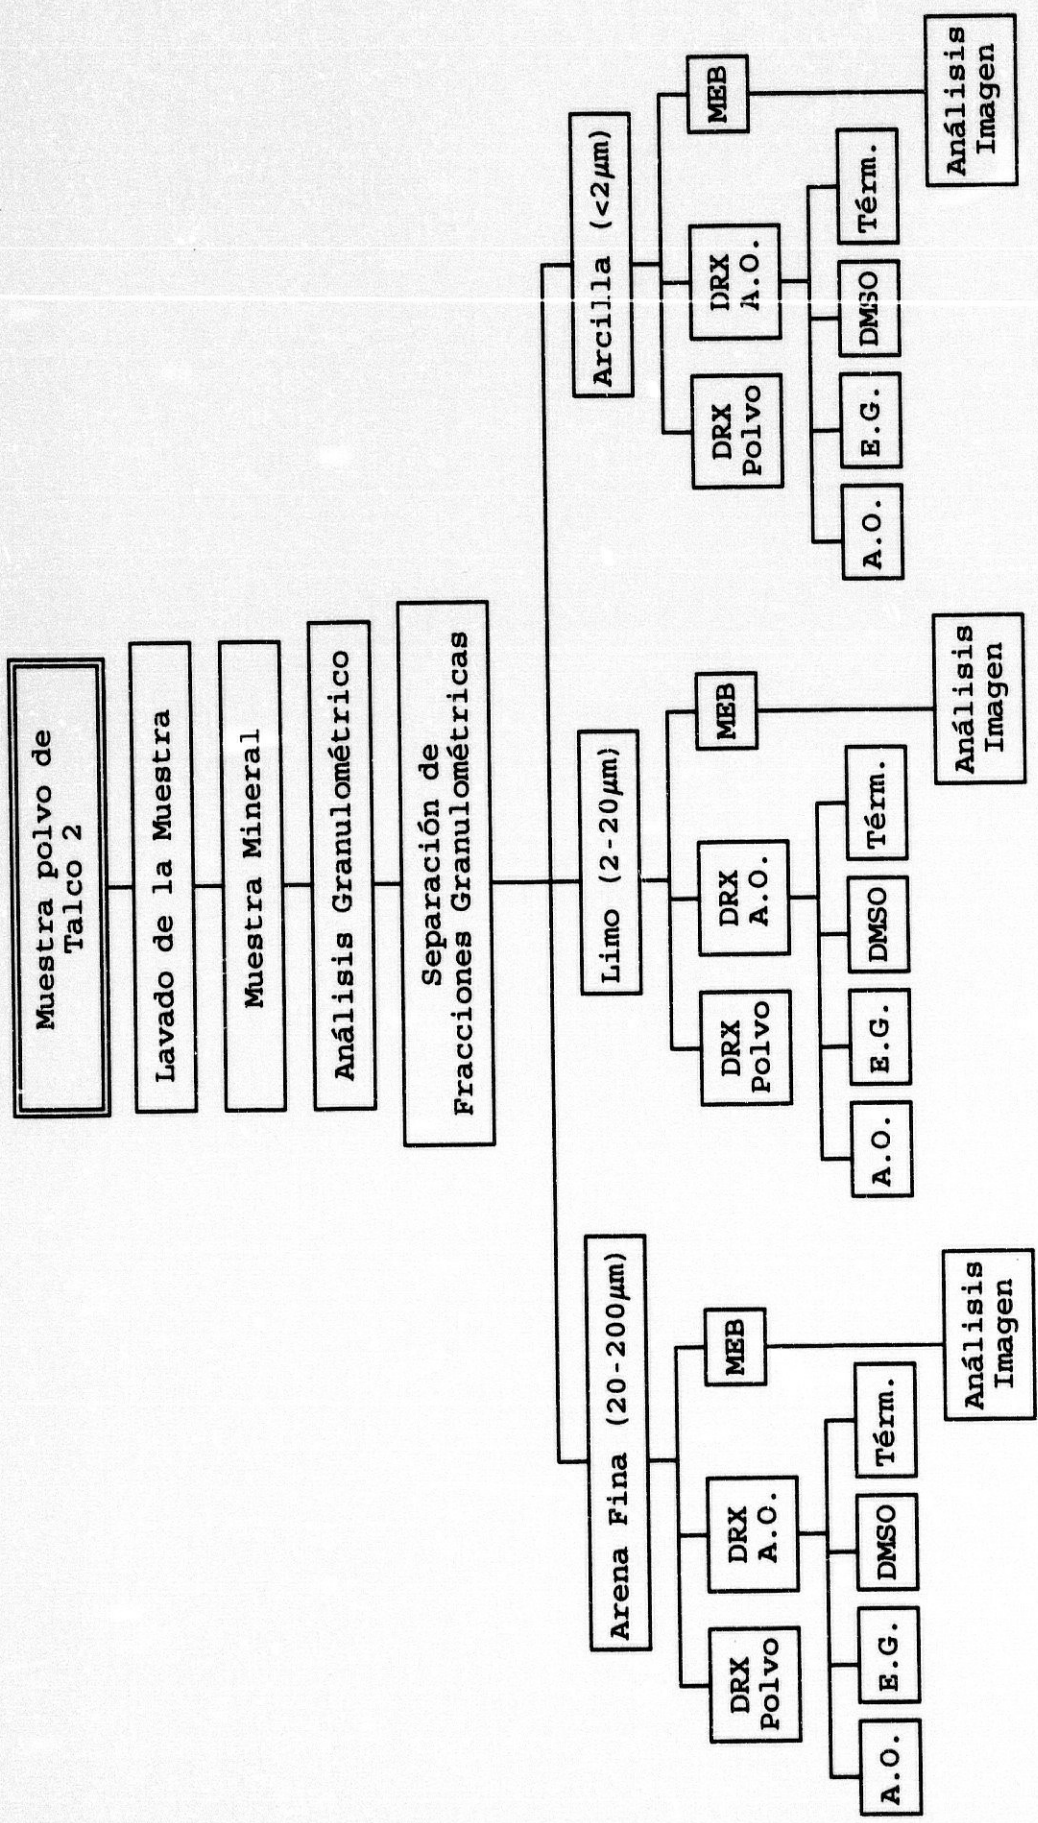 Muestra polvo de
Talco 2
Lavado de la Muestra
Muestra Mineral
Análisis Granulométrico
Separación de
Fracciones Granulométricas
Arena Fina (20-200μm)
Limo (2-20μm)
Arcilla (<2μm)
DRX
Polvo
DRX
A.O.
MEB
DRX
Polvo
DRX
A.O.
MEB
DRX
Polvo
DRX
A.O.
MEB
A.O.
E.G.
DMSO
Térm.
A.O.
E.G.
DMSO
Térm.
A.O.
E.G.
DMSO
Térm.
Análisis
Imagen
Análisis
Imagen
Análisis
Imagen